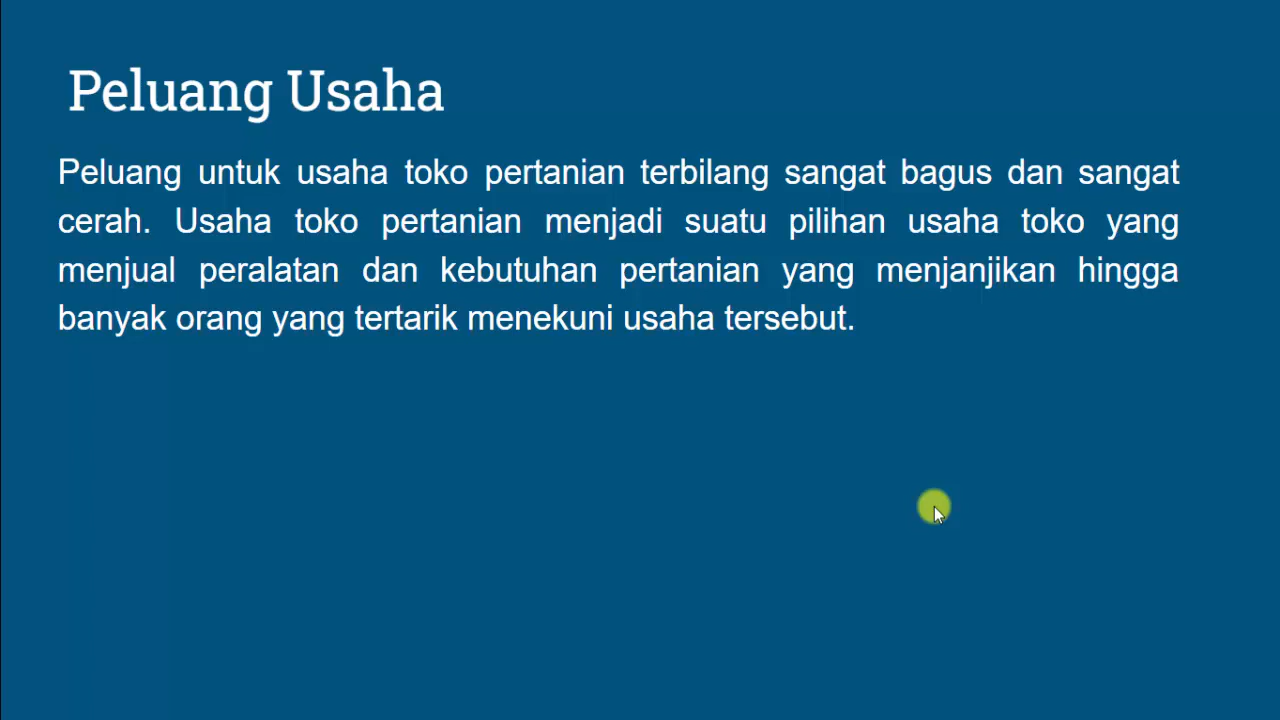 Peluang Usaha
Peluang untuk usaha toko pertanian terbilang sangat bagus dan sangat
cerah. Usaha toko pertanian menjadi suatu pilihan usaha toko yang
menjual peralatan dan kebutuhan pertanian yang menjanjikan hingga
banyak orang yang tertarik menekuni usaha tersebut.